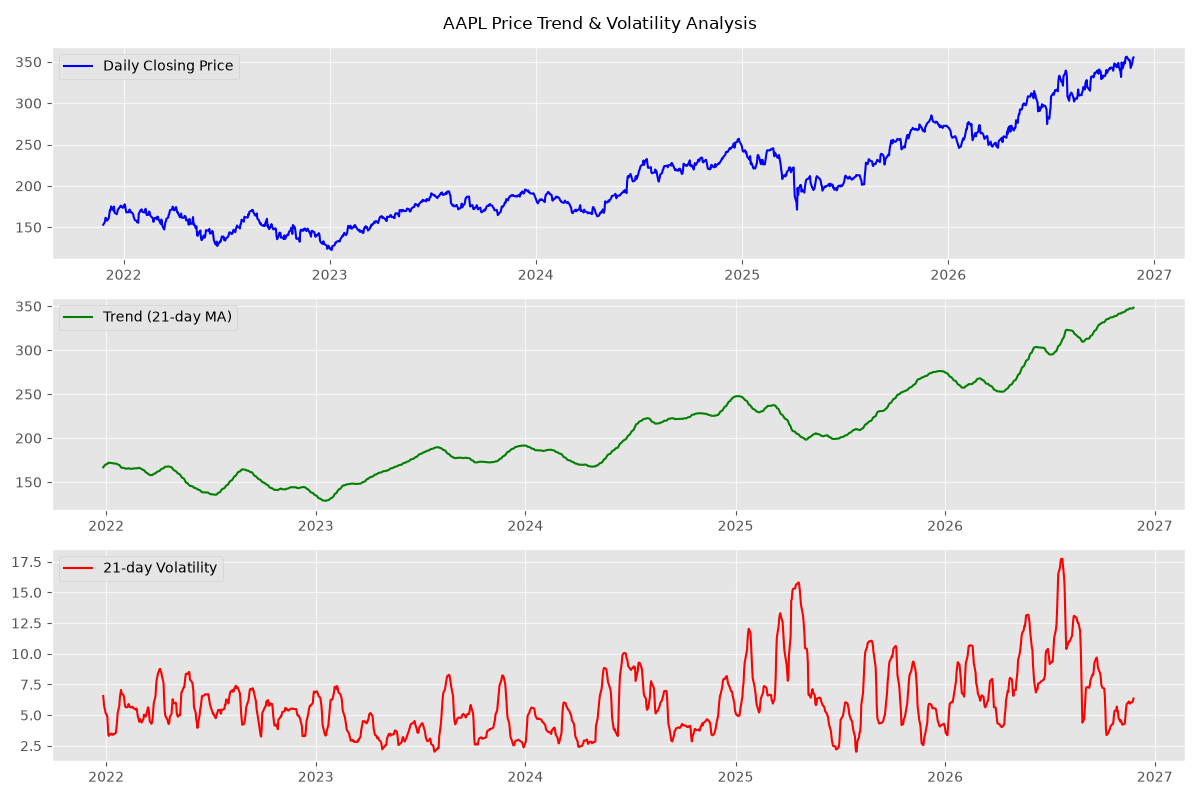 AAPL Price Trend & Volatility Analysis
Daily Closing Price
350
300
250
200
150
2022 2023 2024 2025 2026 2027
Trend (21-day MA)
350
300
250
200
150
2022 2023 2024 2025 2026 2027
21-day Volatility
17.5
15.0
12.5
10.0
7.5
5.0
2.5
2022 2023 2024 2025 2026 2027